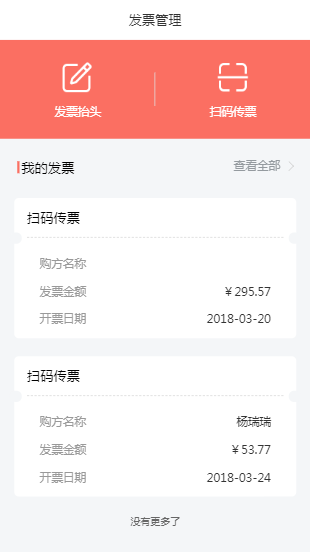 发票管理
发票抬头 扫码传票
我的发票 查看全部
扫码传票
购方名称
发票金额 ￥295.57
开票日期 2018-03-20
扫码传票
购方名称 杨瑞瑞
发票金额 ￥53.77
开票日期 2018-03-24
没有更多了